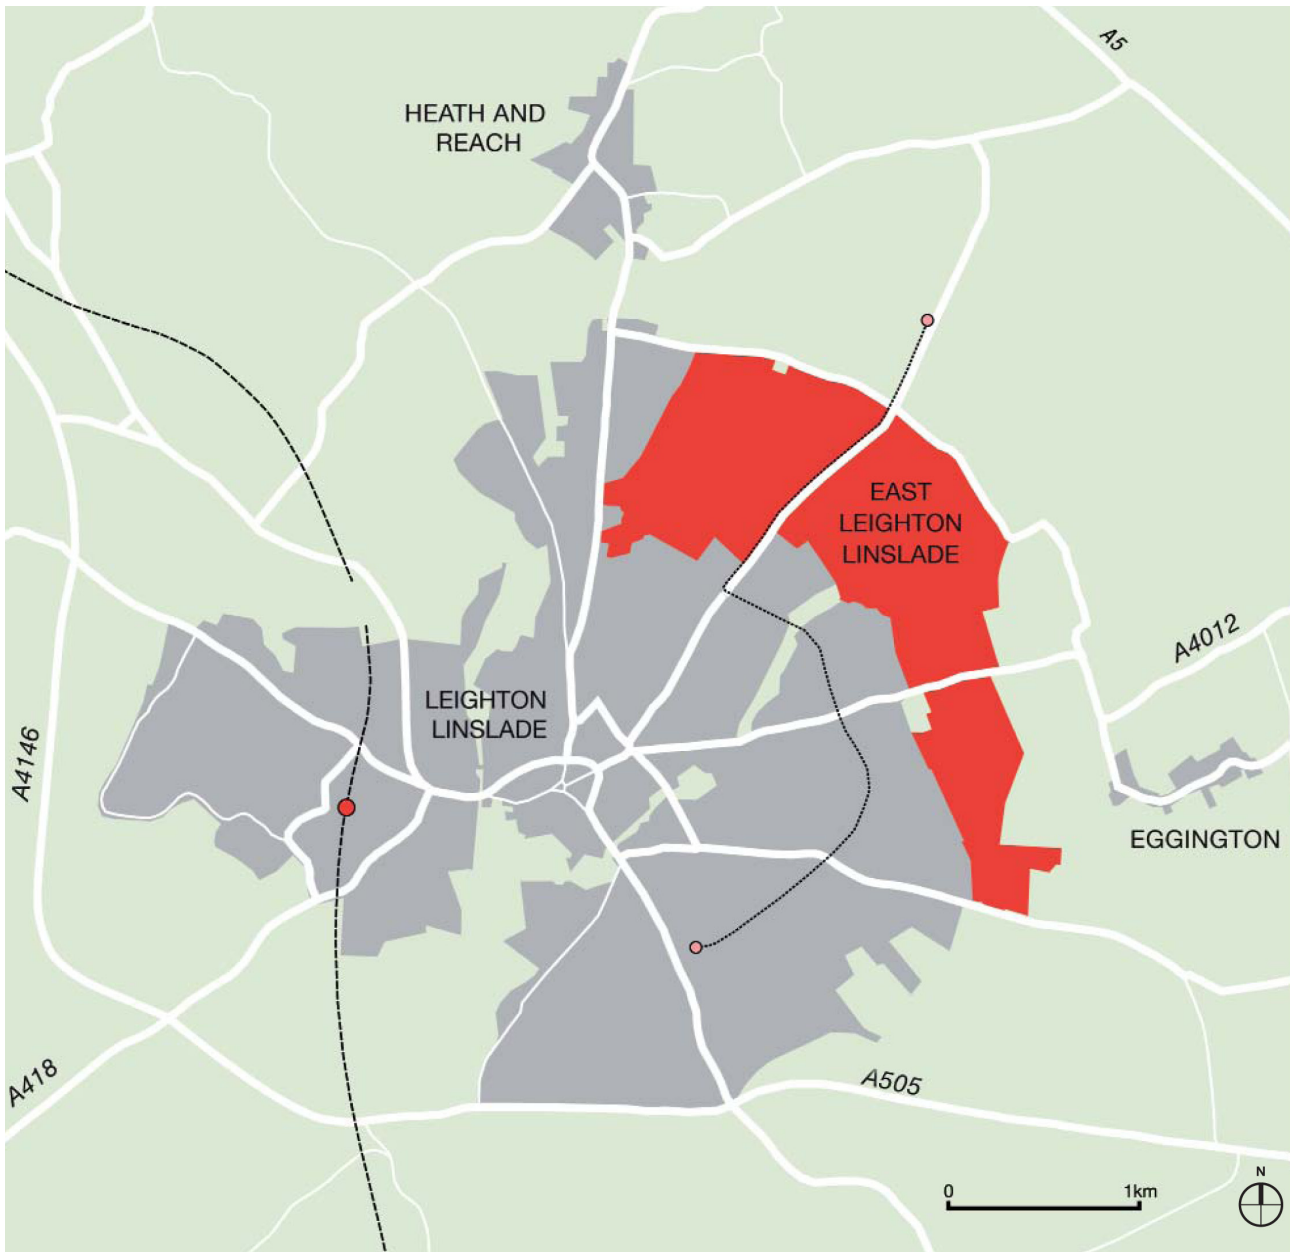 A5
HEATH AND
REACH
EAST
LEIGHTON
LINSLADE
A4012
LEIGHTON
LINSLADE
A4146
EGGINGTON
A418
A505
0
1km
N